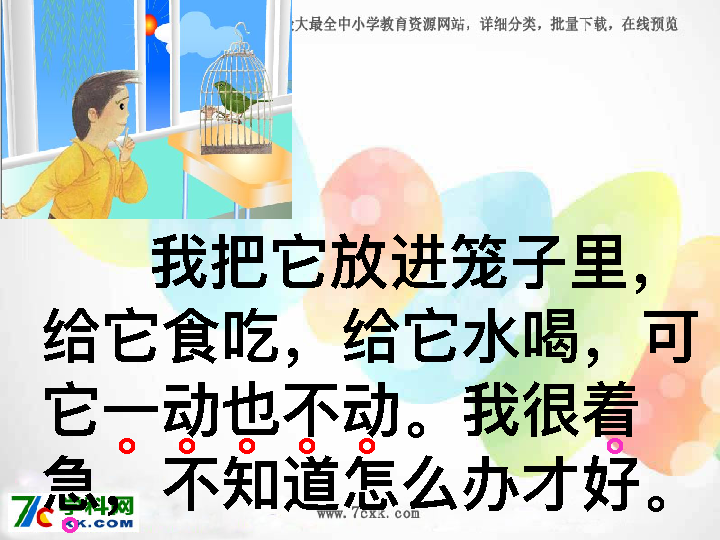 大最全中小学教育资源网站，详细分类，批量下载，在线预览
我把它放进笼子里，
给它食吃，给它水喝，可
它一动也不动。我很着
急，不知道怎么办才好。
7c 学科网
XK.COM
www.7cxk.com